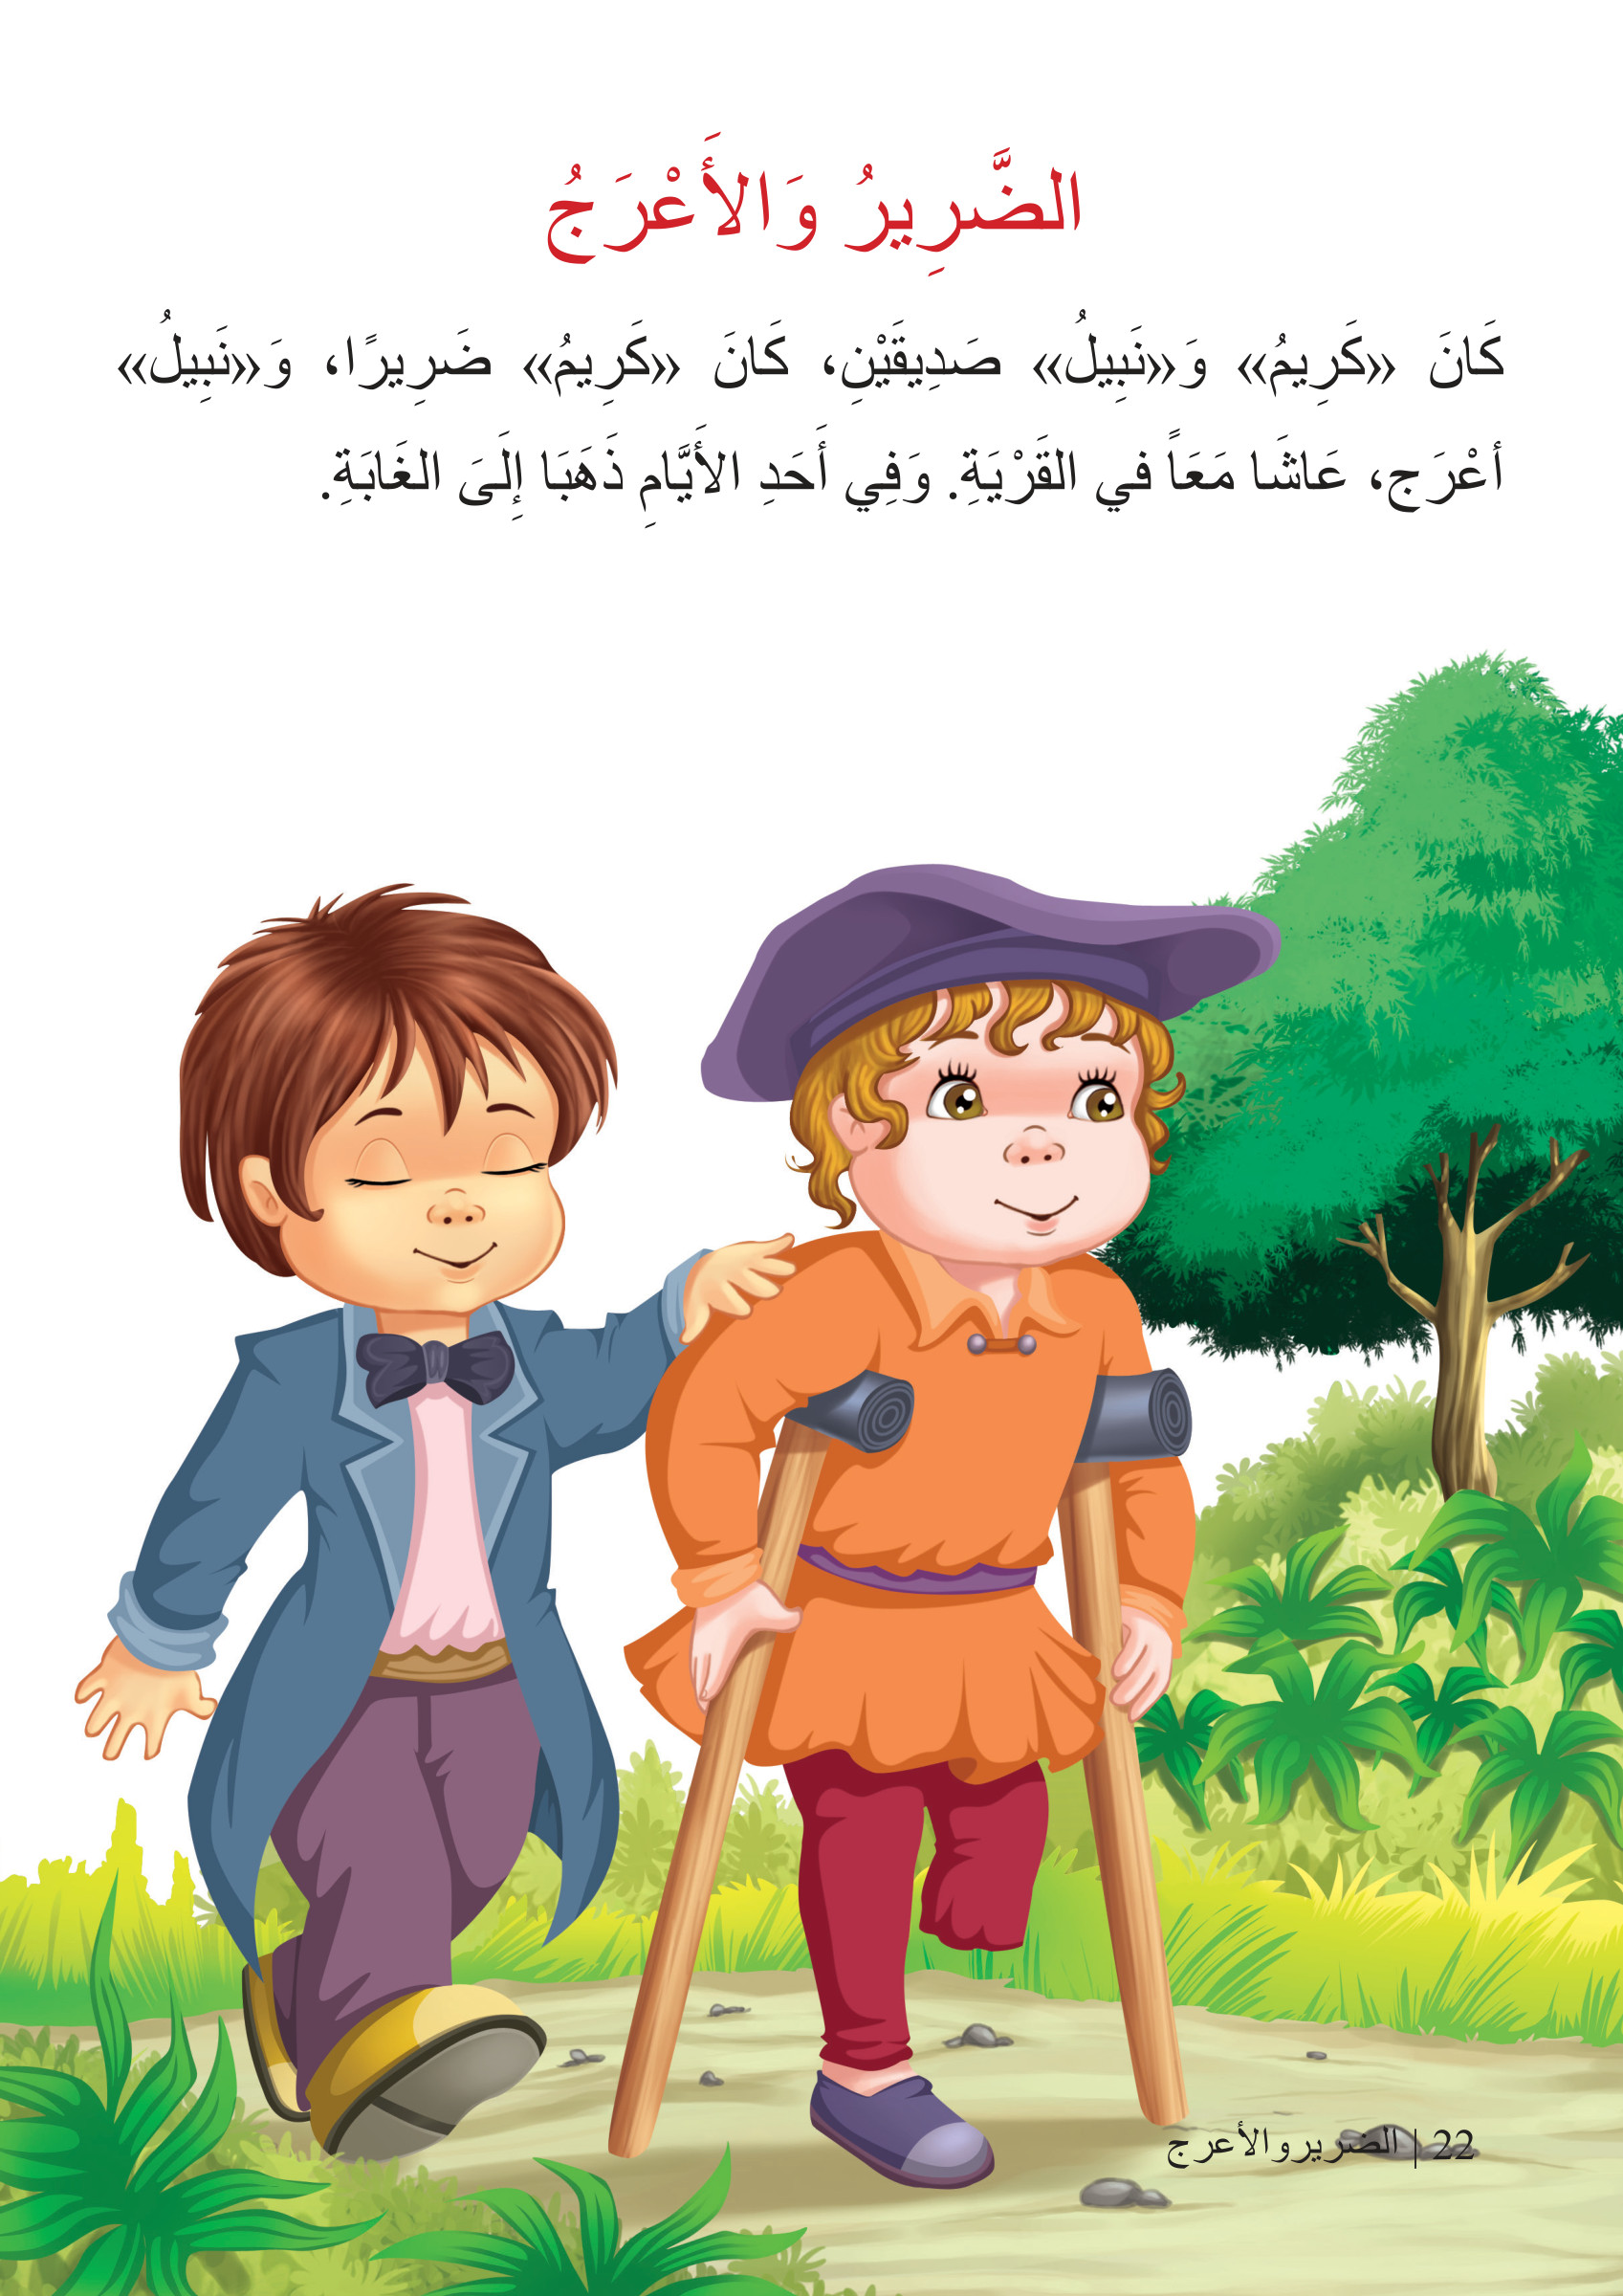 الضَّرِيرُ وَالأَعْرَجُ
كَانَ «كَرِيمُ» وَ«نَبِيلُ» صَدِيقَيْنِ، كَانَ «كَرِيمُ» ضَرِيرًا، وَ«نَبِيلُ»
أعْرَج، عَاشَا مَعَاً في القَرْيَةِ. وَفِي أَحَدِ الأَيَّامِ ذَهَبَا إِلَىَ الغَابَةِ.
22 | الضريروالأعرج